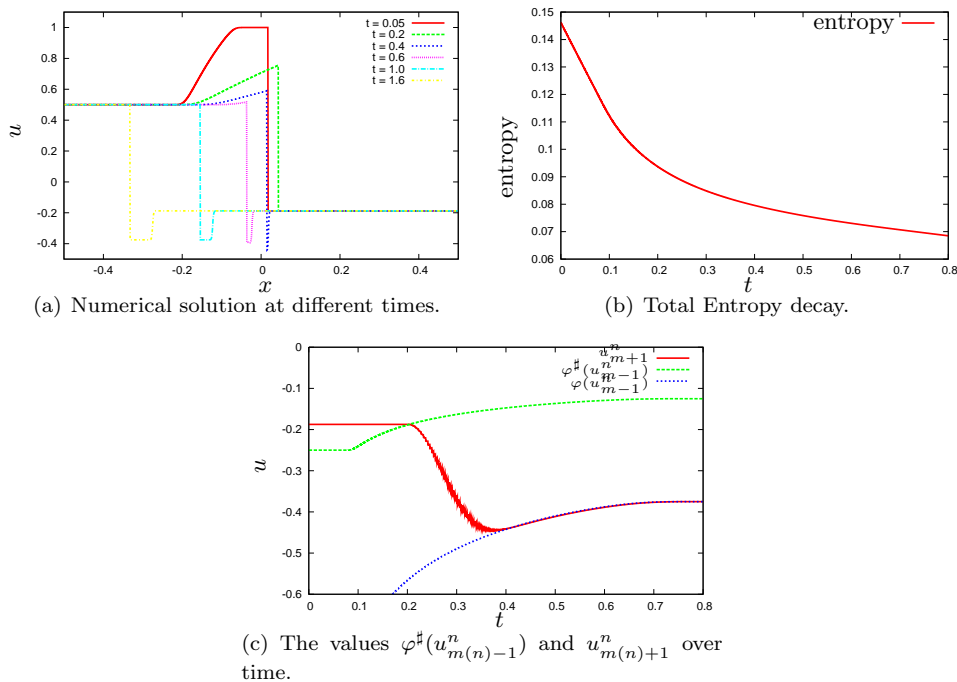 1
0.8
0.6
0.4
0.2
0
-0.2
-0.4
u
-0.4
-0.2
0
0.2
0.4
x
t = 0.05
t = 0.2
t = 0.4
t = 0.6
t = 1.0
t = 1.6
(a) Numerical solution at different times.
0.15
0.14
0.13
0.12
0.11
0.1
0.09
0.08
0.07
0.06
entropy
0
0.1
0.2
0.3
0.4
0.5
0.6
0.7
0.8
t
entropy
(b) Total Entropy decay.
0
-0.1
-0.2
-0.3
-0.4
-0.5
-0.6
u
0
0.1
0.2
0.3
0.4
0.5
0.6
0.7
0.8
t
u^n_{m+1}
φ^♯(u^n_{m−1})
φ(u^n_{m−1})
(c) The values φ^♯(u^n_{m(n)−1}) and u^n_{m(n)+1} over
time.